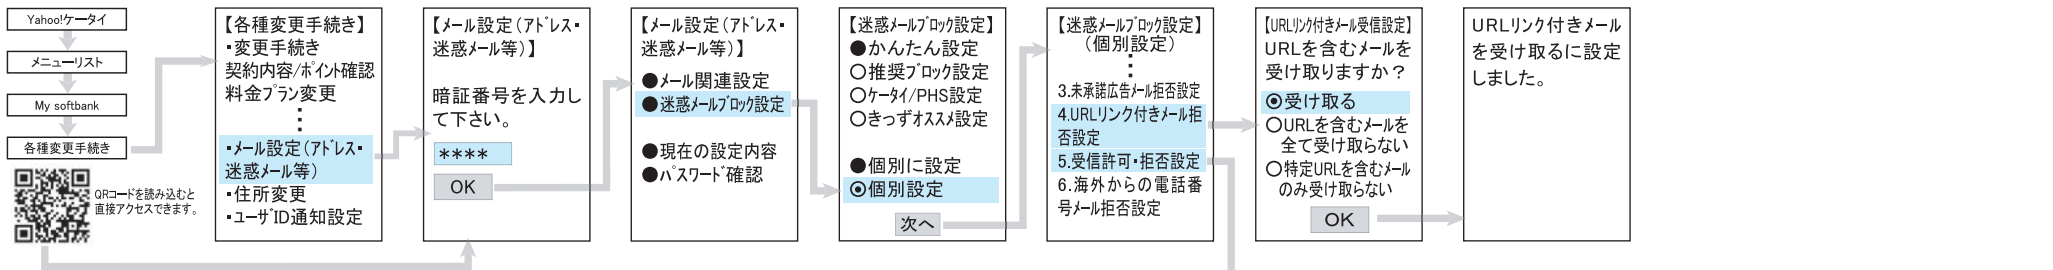 Yahoo!ケータイ
メニューリスト
My softbank
各種変更手続き
QRコードを読み込むと
直接アクセスできます。
【各種変更手続き】
・変更手続き
契約内容/ポイント確認
料金プラン変更
・メール設定(アドレス・
迷惑メール等)
・住所変更
・ユーザID通知設定
【メール設定(アドレス・
迷惑メール等)】
暗証番号を入力し
て下さい。
****
OK
【メール設定(アドレス・
迷惑メール等)】
●メール関連設定
●迷惑メールブロック設定
●現在の設定内容
●パスワード確認
【迷惑メールブロック設定】
●かんたん設定
○推奨ブロック設定
○ケータイ/PHS設定
○きっずオススメ設定
●個別に設定
◉個別設定
次へ
【迷惑メールブロック設定】
(個別設定)
3.未承諾広告メール拒否設定
4.URLリンク付きメール拒
否設定
5.受信許可・拒否設定
6.海外からの電話番
号メール拒否設定
【URLリンク付きメール受信設定】
URLを含むメールを
受け取りますか？
◉受け取る
○URLを含むメールを
全て受け取らない
○特定URLを含むメール
のみ受け取らない
OK
URLリンク付きメール
を受け取るに設定
しました。